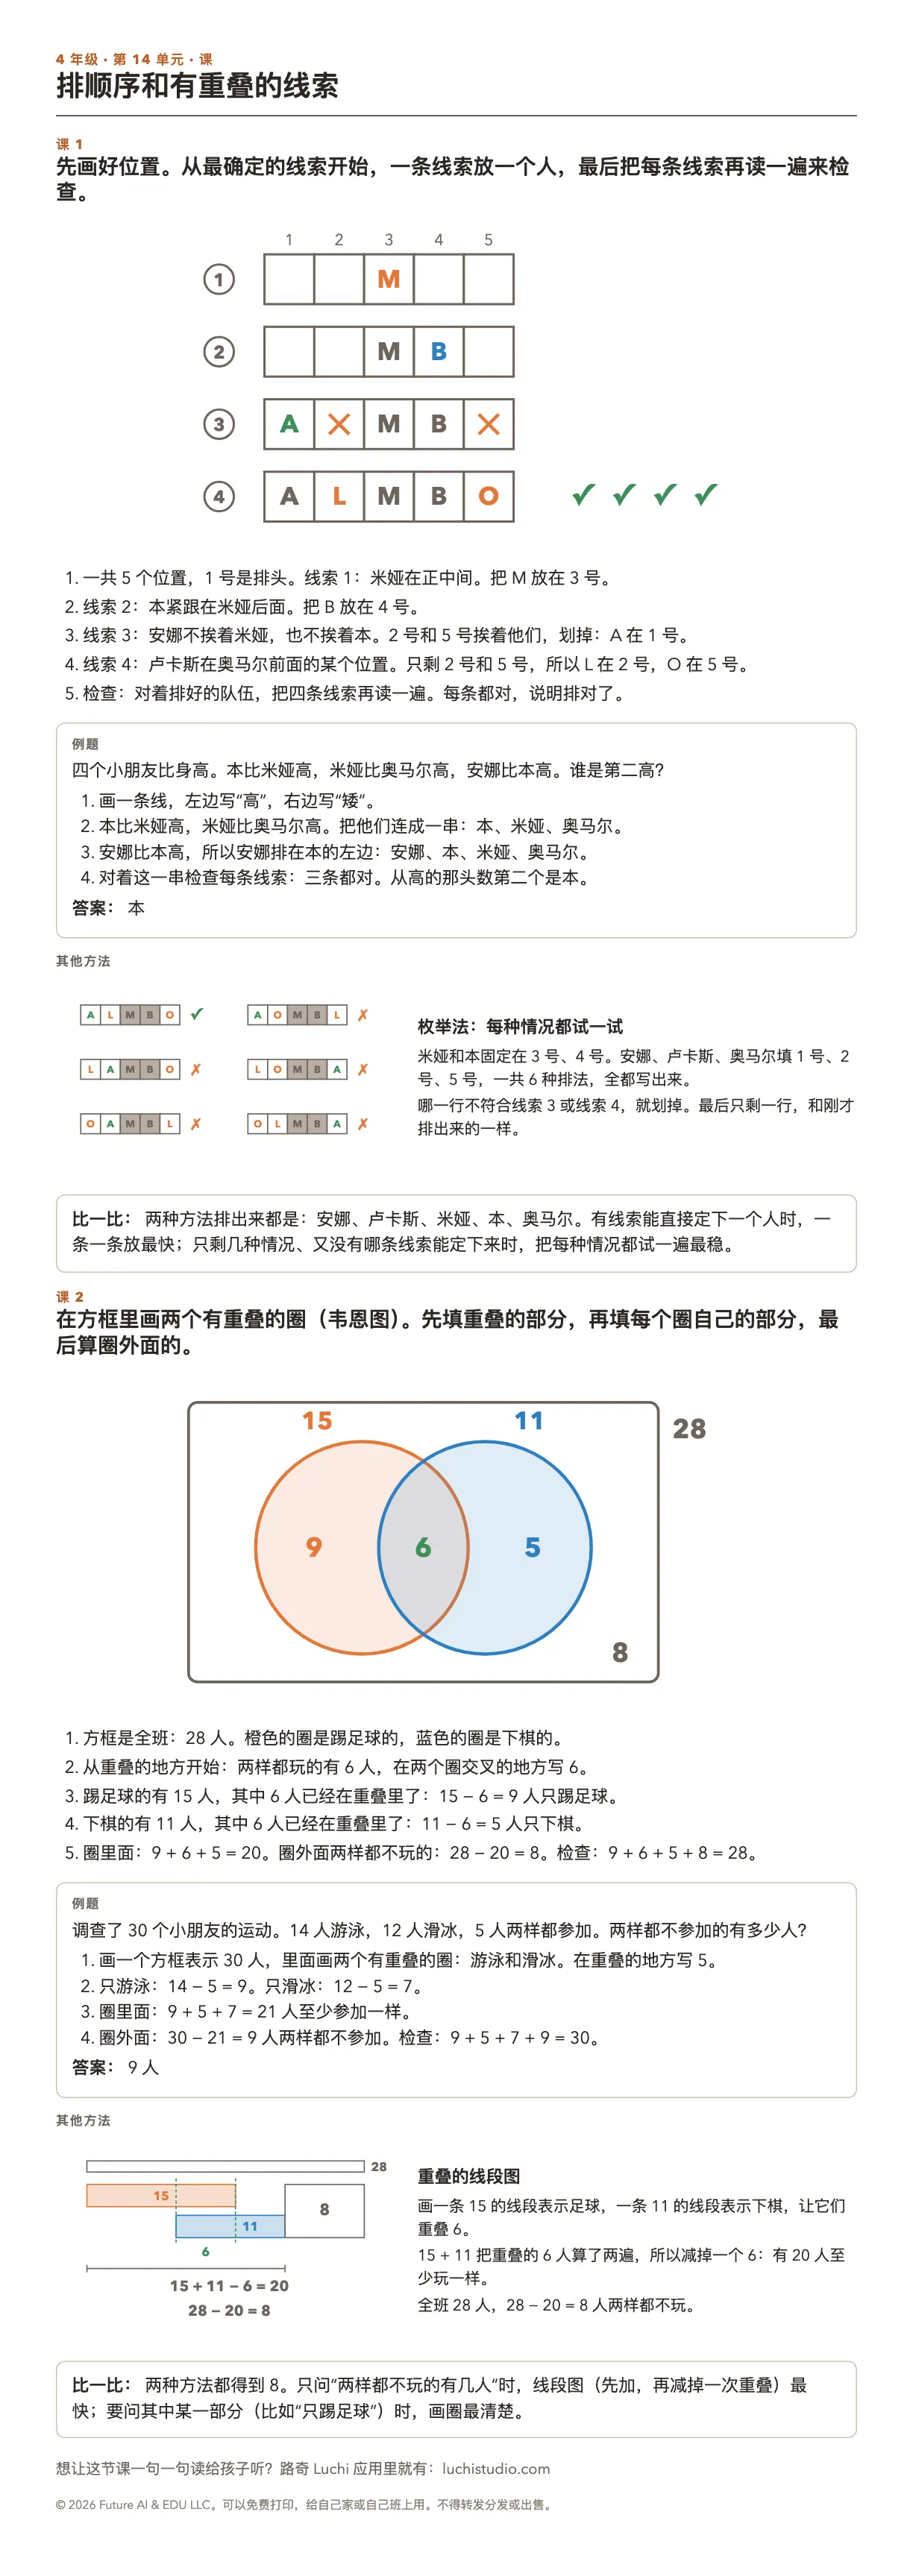 4 年级 · 第 14 单元 · 课
排顺序和有重叠的线索
课 1
先画好位置。从最确定的线索开始，一条线索放一个人，最后把每条线索再读一遍来检
查。
1 2 3 4 5
1 M
2 M B
3 A × M B ×
4 A L M B O ✓ ✓ ✓ ✓
1. 一共 5 个位置，1 号是排头。线索 1：米娅在正中间。把 M 放在 3 号。
2. 线索 2：本紧跟在米娅后面。把 B 放在 4 号。
3. 线索 3：安娜不挨着米娅，也不挨着本。2 号和 5 号挨着他们，划掉：A 在 1 号。
4. 线索 4：卢卡斯在奥马尔前面的某个位置。只剩 2 号和 5 号，所以 L 在 2 号，O 在 5 号。
5. 检查：对着排好的队伍，把四条线索再读一遍。每条都对，说明排对了。
例题
四个小朋友比身高。本比米娅高，米娅比奥马尔高，安娜比本高。谁是第二高？
1. 画一条线，左边写“高”，右边写“矮”。
2. 本比米娅高，米娅比奥马尔高。把他们连成一串：本、米娅、奥马尔。
3. 安娜比本高，所以安娜排在本的左边：安娜、本、米娅、奥马尔。
4. 对着这一串检查每条线索：三条都对。从高的那头数第二个是本。
答案： 本
其他方法
A L M B O ✓ A O M B L ✗
L A M B O ✗ L O M B A ✗
O A M B L ✗ O L M B A ✗
枚举法：每种情况都试一试
米娅和本固定在 3 号、4 号。安娜、卢卡斯、奥马尔填 1 号、2
号、5 号，一共 6 种排法，全都写出来。
哪一行不符合线索 3 或线索 4，就划掉。最后只剩一行，和刚才
排出来的一样。
比一比： 两种方法排出来都是：安娜、卢卡斯、米娅、本、奥马尔。有线索能直接定下一个人时，一
条一条放最快；只剩几种情况、又没有哪条线索能定下来时，把每种情况都试一遍最稳。
课 2
在方框里画两个有重叠的圈（韦恩图）。先填重叠的部分，再填每个圈自己的部分，最
后算圈外面的。
15 11 28
9 6 5
8
1. 方框是全班：28 人。橙色的圈是踢足球的，蓝色的圈是下棋的。
2. 从重叠的地方开始：两样都玩的有 6 人，在两个圈交叉的地方写 6。
3. 踢足球的有 15 人，其中 6 人已经在重叠里了：15 − 6 = 9 人只踢足球。
4. 下棋的有 11 人，其中 6 人已经在重叠里了：11 − 6 = 5 人只下棋。
5. 圈里面：9 + 6 + 5 = 20。圈外面两样都不玩的：28 − 20 = 8。检查：9 + 6 + 5 + 8 = 28。
例题
调查了 30 个小朋友的运动。14 人游泳，12 人滑冰，5 人两样都参加。两样都不参加的有多少人？
1. 画一个方框表示 30 人，里面画两个有重叠的圈：游泳和滑冰。在重叠的地方写 5。
2. 只游泳：14 − 5 = 9。只滑冰：12 − 5 = 7。
3. 圈里面：9 + 5 + 7 = 21 人至少参加一样。
4. 圈外面：30 − 21 = 9 人两样都不参加。检查：9 + 5 + 7 + 9 = 30。
答案： 9 人
其他方法
28
15
8
11
6
15 + 11 − 6 = 20
28 − 20 = 8
重叠的线段图
画一条 15 的线段表示足球，一条 11 的线段表示下棋，让它们
重叠 6。
15 + 11 把重叠的 6 人算了两遍，所以减掉一个 6：有 20 人至
少玩一样。
全班 28 人，28 − 20 = 8 人两样都不玩。
比一比： 两种方法都得到 8。只问“两样都不玩的有几人”时，线段图（先加，再减掉一次重叠）最
快；要问其中某一部分（比如“只踢足球”）时，画圈最清楚。
想让这节课一句一句读给孩子听？路奇 Luchi 应用里就有：luchistudio.com
© 2026 Future AI & EDU LLC。可以免费打印，给自己家或自己班上用。不得转发分发或出售。